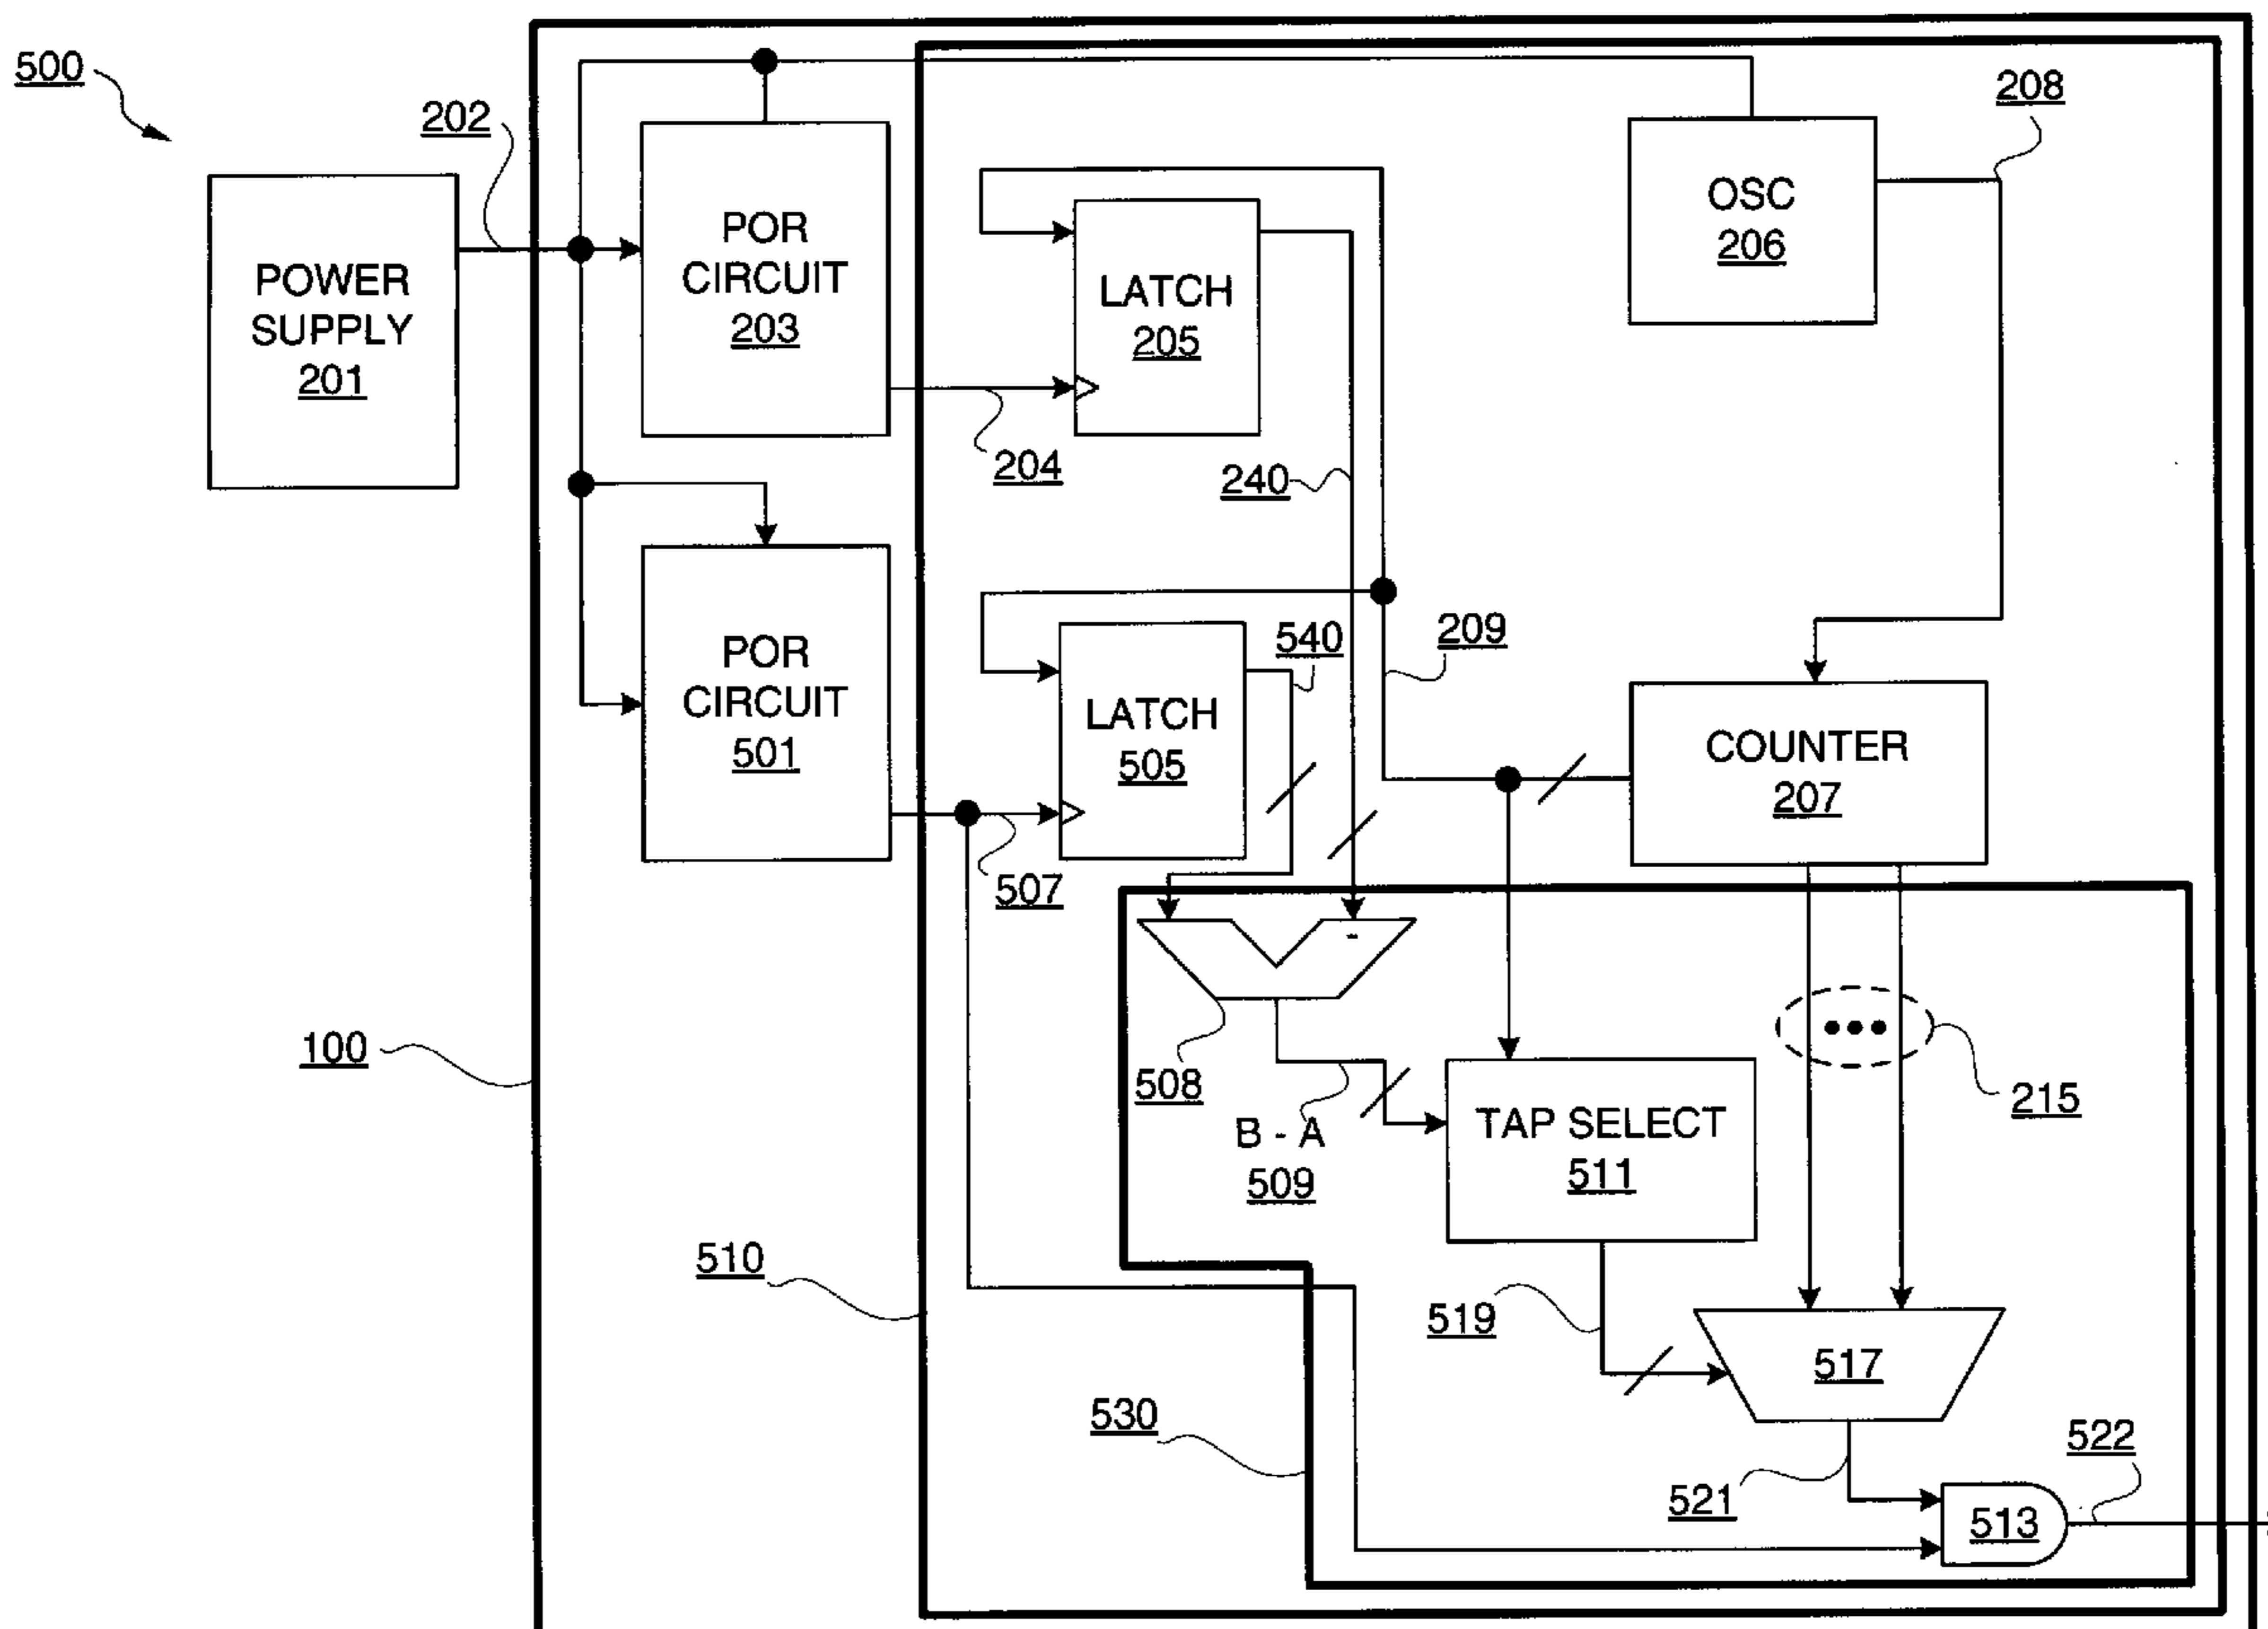 500
202
208
POWER
SUPPLY
201
POR
CIRCUIT
203
LATCH
205
OSC
206
204
240
POR
CIRCUIT
501
LATCH
505
540
209
COUNTER
207
507
-
100
508
B - A
509
TAP SELECT
511
215
510
519
517
530
521
513
522